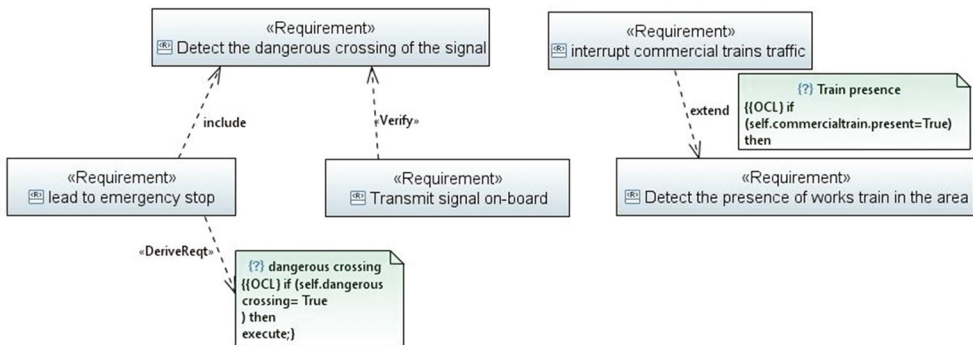 «Requirement»
Detect the dangerous crossing of the signal
«Requirement»
interrupt commercial trains traffic
include
«Verify»
extend
{?} Train presence
{{OCL) if
(self.commercialtrain.present=True)
then
«Requirement»
lead to emergency stop
«Requirement»
Transmit signal on-board
«Requirement»
Detect the presence of works train in the area
«DeriveReqt»
{?} dangerous crossing
{{OCL) if (self.dangerous
crossing= True
) then
execute;}